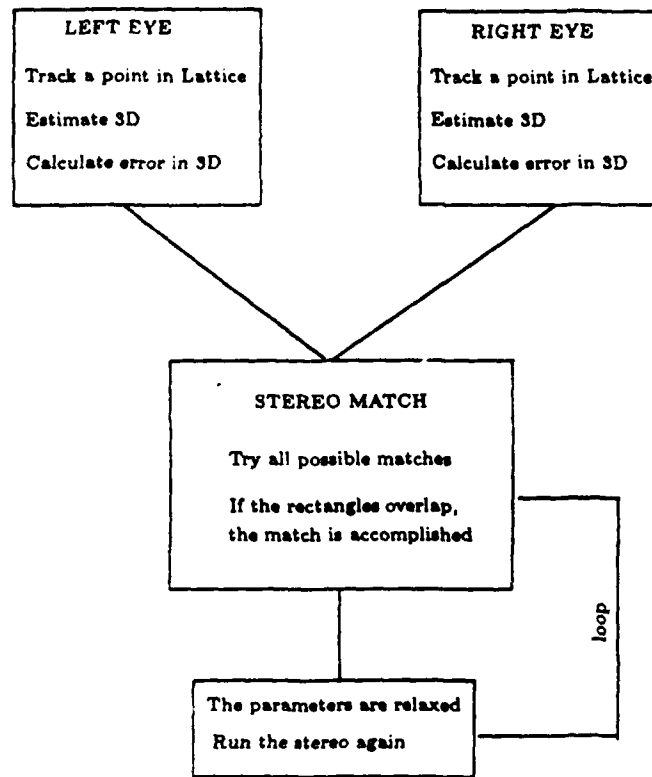 LEFT EYE
Track a point in Lattice
Estimate 3D
Calculate error in 3D
RIGHT EYE
Track a point in Lattice
Estimate 3D
Calculate error in 3D
STEREO MATCH
Try all possible matches
If the rectangles overlap,
the match is accomplished
loop
The parameters are relaxed
Run the stereo again